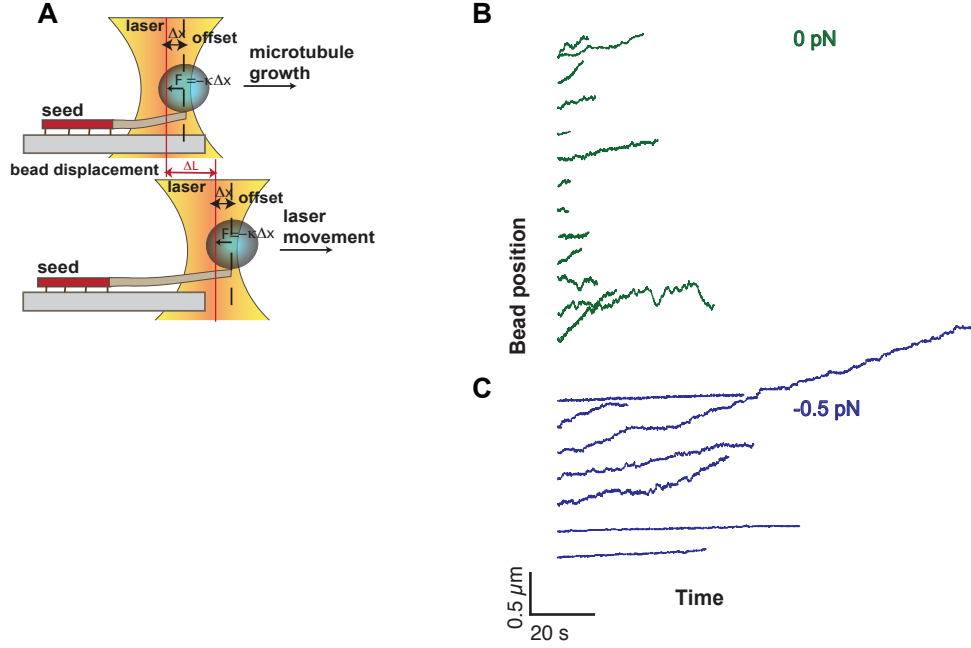 A
laser
Δx
offset
F =−κΔx
microtubule
growth
seed
bead displacement
ΔL
laser
Δx
offset
F=−κΔx
laser
movement
seed
B
0 pN
Bead position
C
-0.5 pN
0.5 µm
20 s
Time